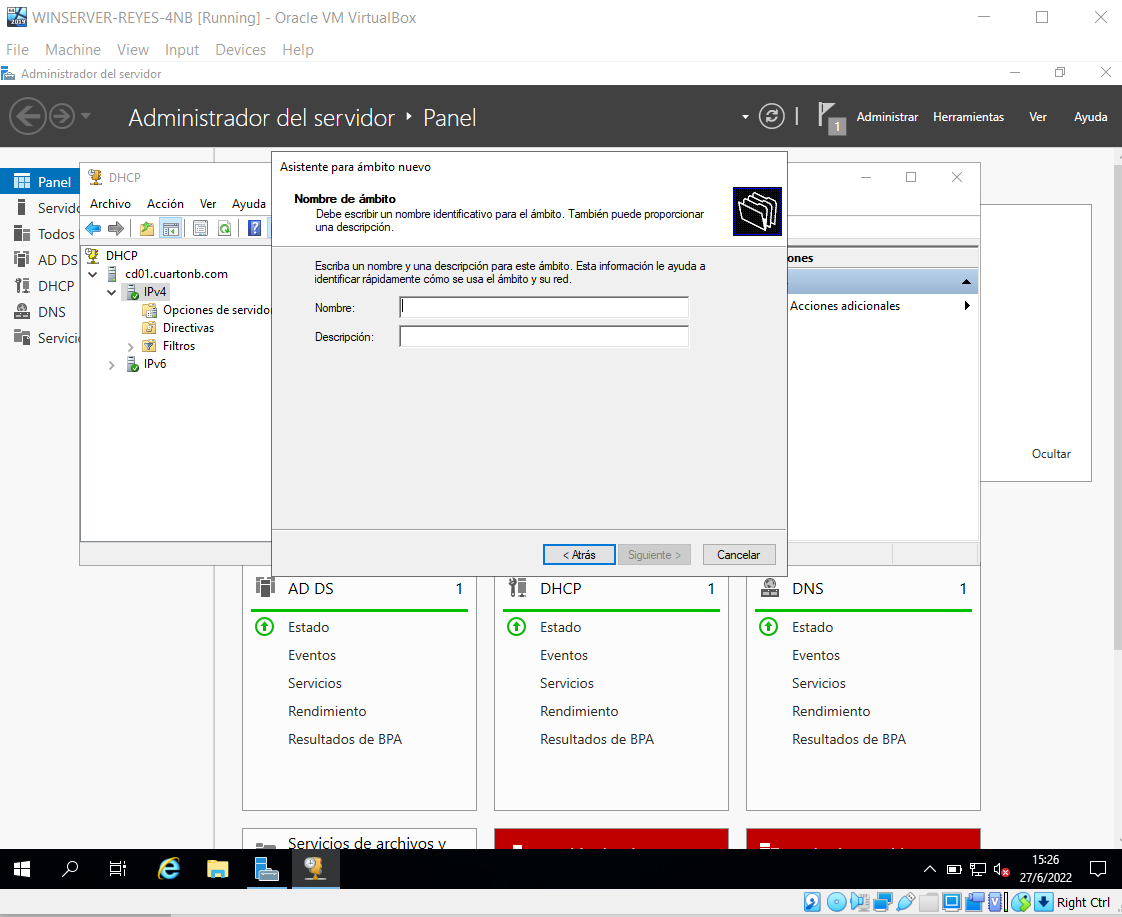 WINSERVER-REYES-4NB [Running] - Oracle VM VirtualBox
File Machine View Input Devices Help
Administrador del servidor
Administrador del servidor Panel
1
Administrar Herramientas Ver Ayuda
Panel
Todos
AD DS
DHCP
DNS
DHCP
Archivo Acción Ver Ayuda
DHCP
cd01.cuartonb.com
IPv4
Opciones de servido
Directivas
Filtros
IPv6
Asistente para ámbito nuevo
Nombre de ámbito
Debe escribir un nombre identificativo para el ámbito. También puede proporcionar
una descripción.
Escriba un nombre y una descripción para este ámbito. Esta información le ayuda a
identificar rápidamente cómo se usa el ámbito y su red.
Nombre:
Descripción:
< Atrás Siguiente > Cancelar
ones
Acciones adicionales
Ocultar
AD DS 1
Estado
Eventos
Servicios
Rendimiento
Resultados de BPA
DHCP 1
Estado
Eventos
Servicios
Rendimiento
Resultados de BPA
DNS 1
Estado
Eventos
Servicios
Rendimiento
Resultados de BPA
Servicios de archivos y
15:26
27/6/2022
Right Ctrl